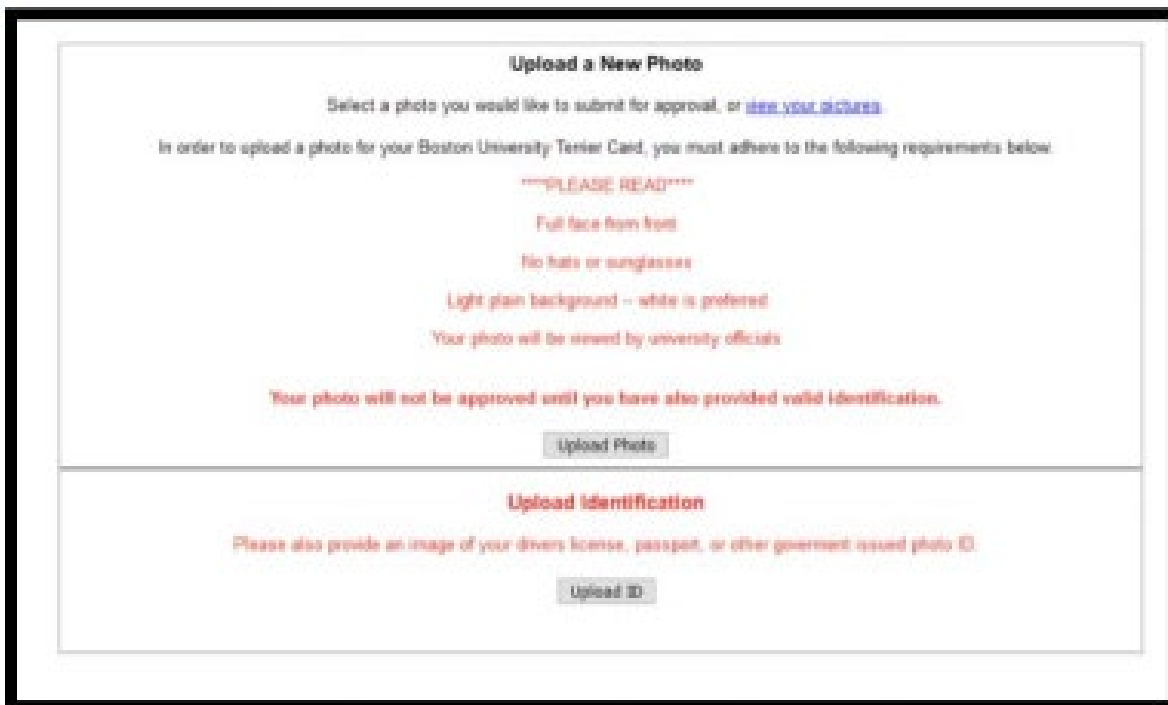 Upload a New Photo
Select a photo you would like to submit for approval, or view your pictures.
In order to upload a photo for your Boston University Terrier Card, you must adhere to the following requirements below.
****PLEASE READ****
Full face from front
No hats or sunglasses
Light plain background -- white is preferred
Your photo will be viewed by university officials
Your photo will not be approved until you have also provided valid identification.
Upload Photo
Upload Identification
Please also provide an image of your drivers license, passport, or other goverment issued photo ID.
Upload ID